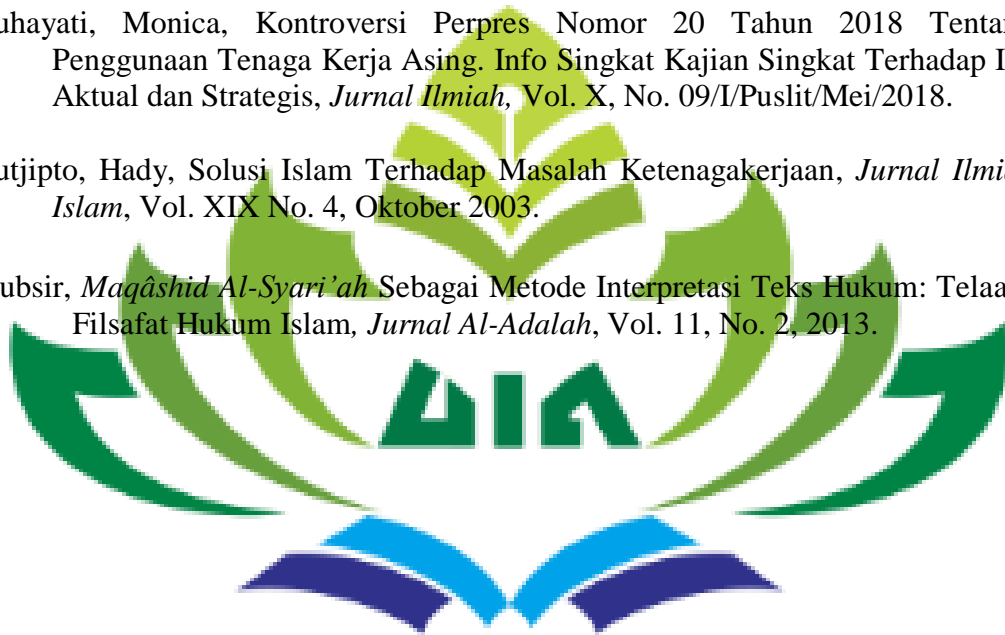 uhayati, Monica, Kontroversi Perpres Nomor 20 Tahun 2018 Tentan
Penggunaan Tenaga Kerja Asing. Info Singkat Kajian Singkat Terhadap I
Aktual dan Strategis, Jurnal Ilmiah, Vol. X, No. 09/I/Puslit/Mei/2018.
utjipto, Hady, Solusi Islam Terhadap Masalah Ketenagakerjaan, Jurnal Ilmi
Islam, Vol. XIX No. 4, Oktober 2003.
ubsir, Maqâshid Al-Syari’ah Sebagai Metode Interpretasi Teks Hukum: Telaa
Filsafat Hukum Islam, Jurnal Al-Adalah, Vol. 11, No. 2, 2013.
UIN